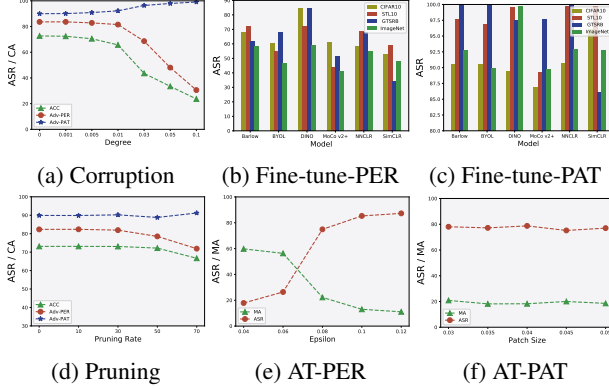 ASR / CA
100
90
80
70
60
50
40
30
20
10
0
ACC
Adv-PER
Adv-PAT
0 0.001 0.005 0.01 0.03 0.05 0.1
Degree
(a) Corruption
ASR
90
80
70
60
50
40
30
20
10
0
CIFAR10
STL10
GTSRB
ImageNet
Barlow BYOL DINO MoCo v2+ NNCLR SimCLR
Model
(b) Fine-tune-PER
ASR
100.0
97.5
95.0
92.5
90.0
87.5
85.0
82.5
80.0
CIFAR10
STL10
GTSRB
ImageNet
Barlow BYOL DINO MoCo v2+ NNCLR SimCLR
Model
(c) Fine-tune-PAT
ASR / CA
100
90
80
70
60
50
40
30
ACC
Adv-PER
Adv-PAT
0 10 30 50 70
Pruning Rate
(d) Pruning
ASR / MA
100
80
60
40
20
0
MA
ASR
0.04 0.06 0.08 0.1 0.12
Epsilon
(e) AT-PER
ASR / MA
100
80
60
40
20
0
MA
ASR
0.03 0.035 0.04 0.045 0.05
Patch Size
(f) AT-PAT